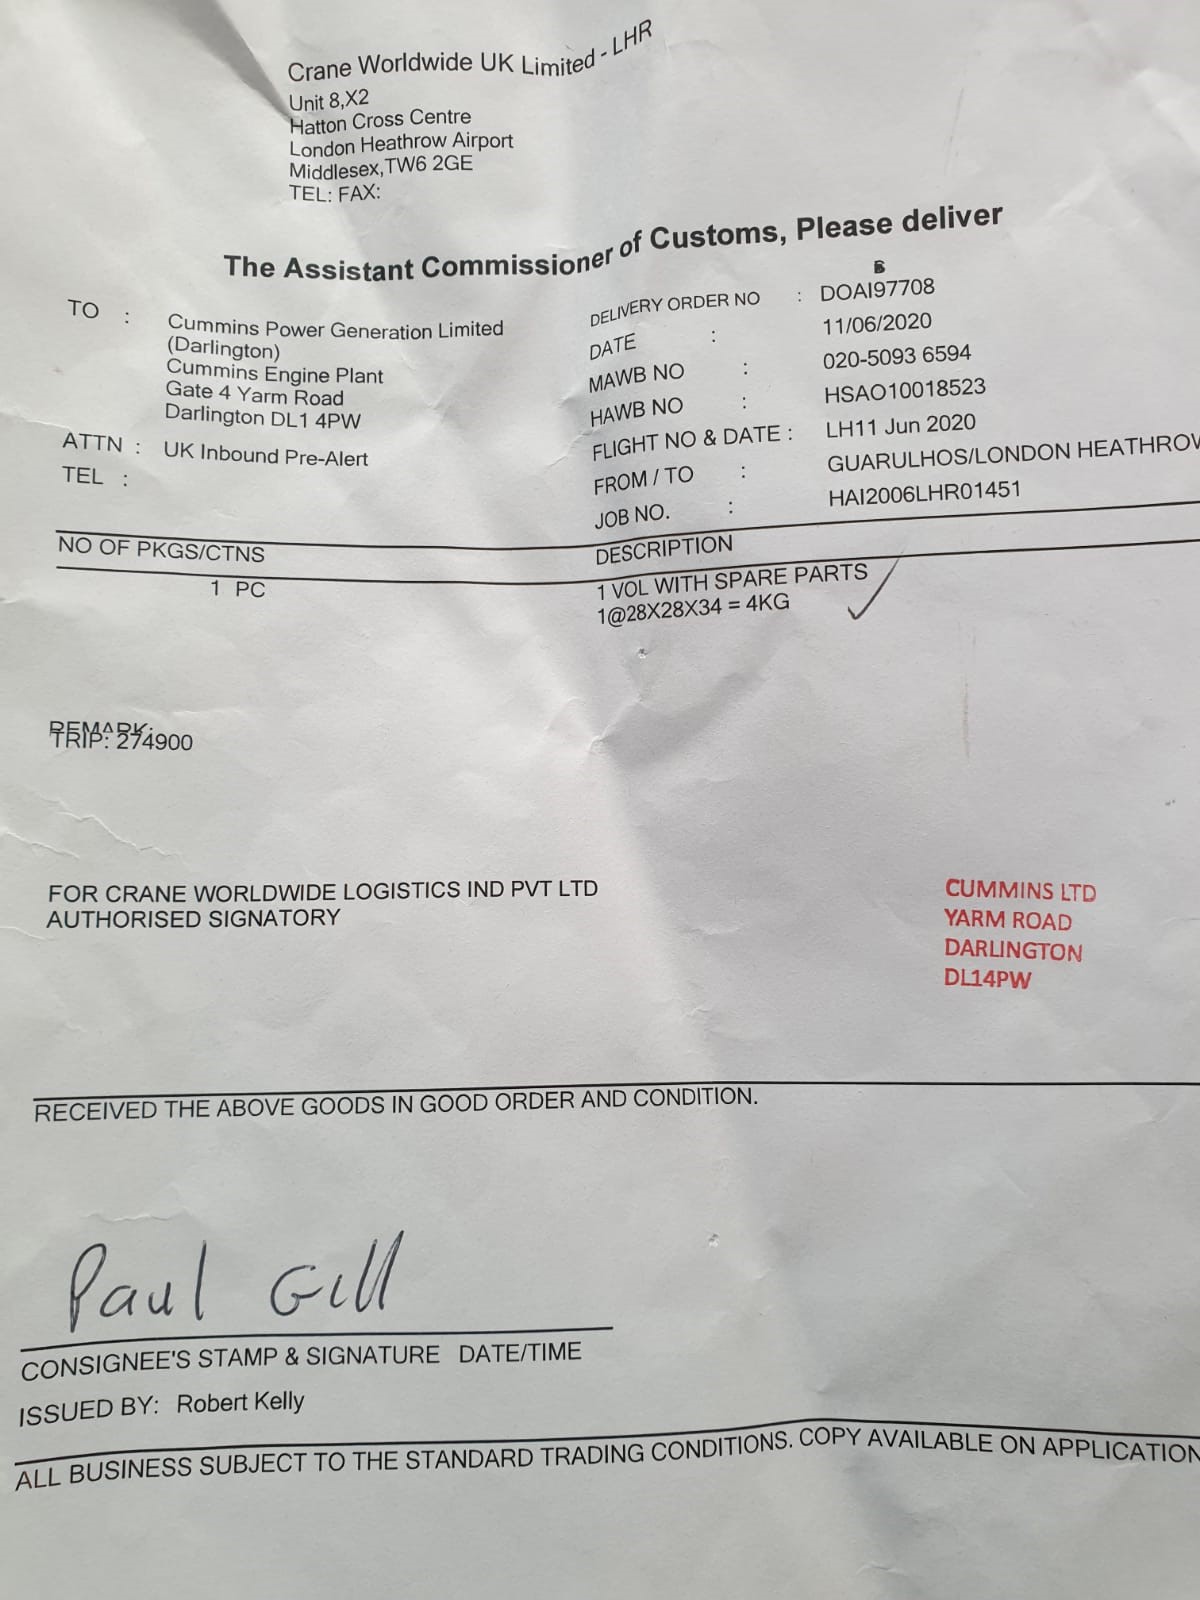 Crane Worldwide UK Limited - LHR
Unit 8,X2
Hatton Cross Centre
London Heathrow Airport
Middlesex,TW6 2GE
TEL: FAX:
The Assistant Commissioner of Customs, Please deliver
TO : Cummins Power Generation Limited
(Darlington)
Cummins Engine Plant
Gate 4 Yarm Road
Darlington DL1 4PW
ATTN : UK Inbound Pre-Alert
TEL :
DELIVERY ORDER NO : DOAI97708
DATE : 11/06/2020
MAWB NO : 020-5093 6594
HAWB NO : HSAO10018523
FLIGHT NO & DATE : LH11 Jun 2020
FROM / TO : GUARULHOS/LONDON HEATHROW
JOB NO. : HAI2006LHR01451
NO OF PKGS/CTNS DESCRIPTION
1 PC 1 VOL WITH SPARE PARTS
1@28X28X34 = 4KG
REMARK:
TRIP: 274900
FOR CRANE WORLDWIDE LOGISTICS IND PVT LTD
AUTHORISED SIGNATORY
CUMMINS LTD
YARM ROAD
DARLINGTON
DL14PW
RECEIVED THE ABOVE GOODS IN GOOD ORDER AND CONDITION.
Paul Gill
CONSIGNEE'S STAMP & SIGNATURE DATE/TIME
ISSUED BY: Robert Kelly
ALL BUSINESS SUBJECT TO THE STANDARD TRADING CONDITIONS. COPY AVAILABLE ON APPLICATION